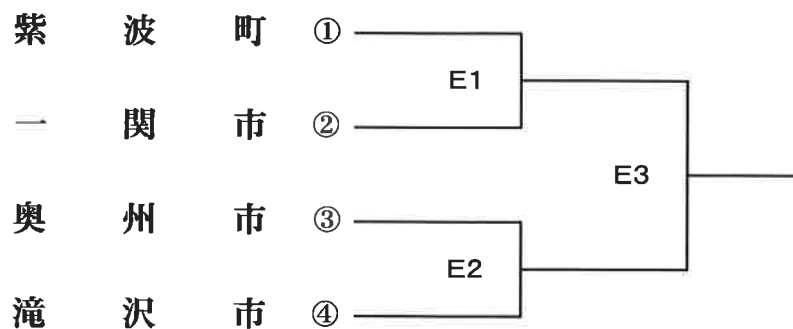 紫波町 ①
E1
一関市 ②
E3
奥州市 ③
E2
滝沢市 ④